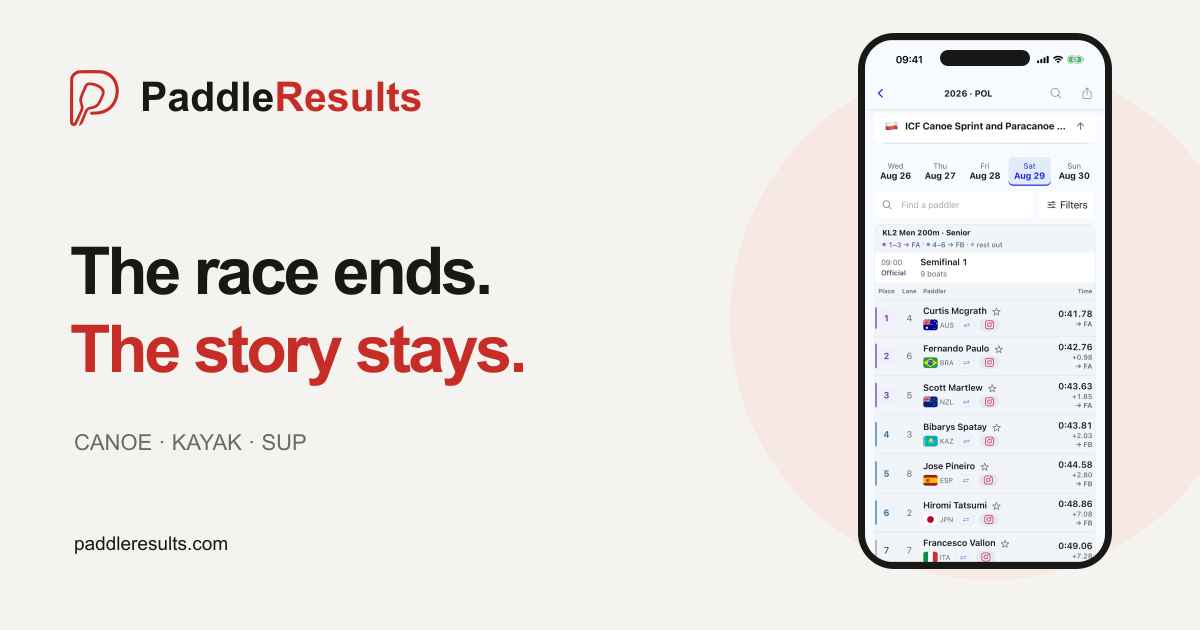 PaddleResults
The race ends.
The story stays.
CANOE · KAYAK · SUP
paddleresults.com
09:41
2026 · POL
ICF Canoe Sprint and Paracanoe ...
Wed Thu Fri Sat Sun
Aug 26 Aug 27 Aug 28 Aug 29 Aug 30
Find a paddler Filters
KL2 Men 200m · Senior
1–3 → FA · 4–6 → FB · rest out
09:00 Semifinal 1
Official 9 boats
Place Lane Paddler Time
1 4 Curtis Mcgrath 0:41.78
AUS → FA
2 6 Fernando Paulo 0:42.76
+0.98
BRA → FA
3 5 Scott Martlew 0:43.63
+1.85
NZL → FA
4 3 Bibarys Spatay 0:43.81
+2.03
KAZ → FB
5 8 Jose Pineiro 0:44.58
+2.80
ESP → FB
6 2 Hiromi Tatsumi 0:48.86
+7.08
JPN → FB
7 7 Francesco Vallon 0:49.06
ITA +7.28